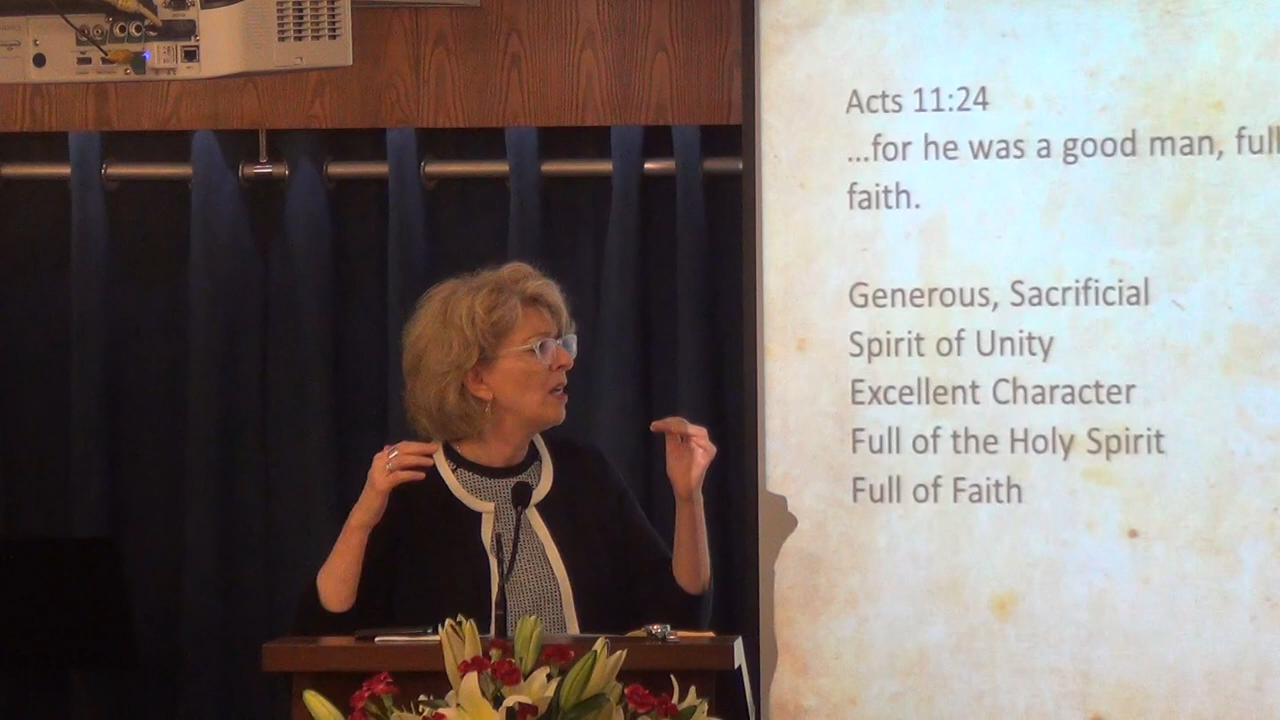 Acts 11:24
...for he was a good man, full
faith.
Generous, Sacrificial
Spirit of Unity
Excellent Character
Full of the Holy Spirit
Full of Faith